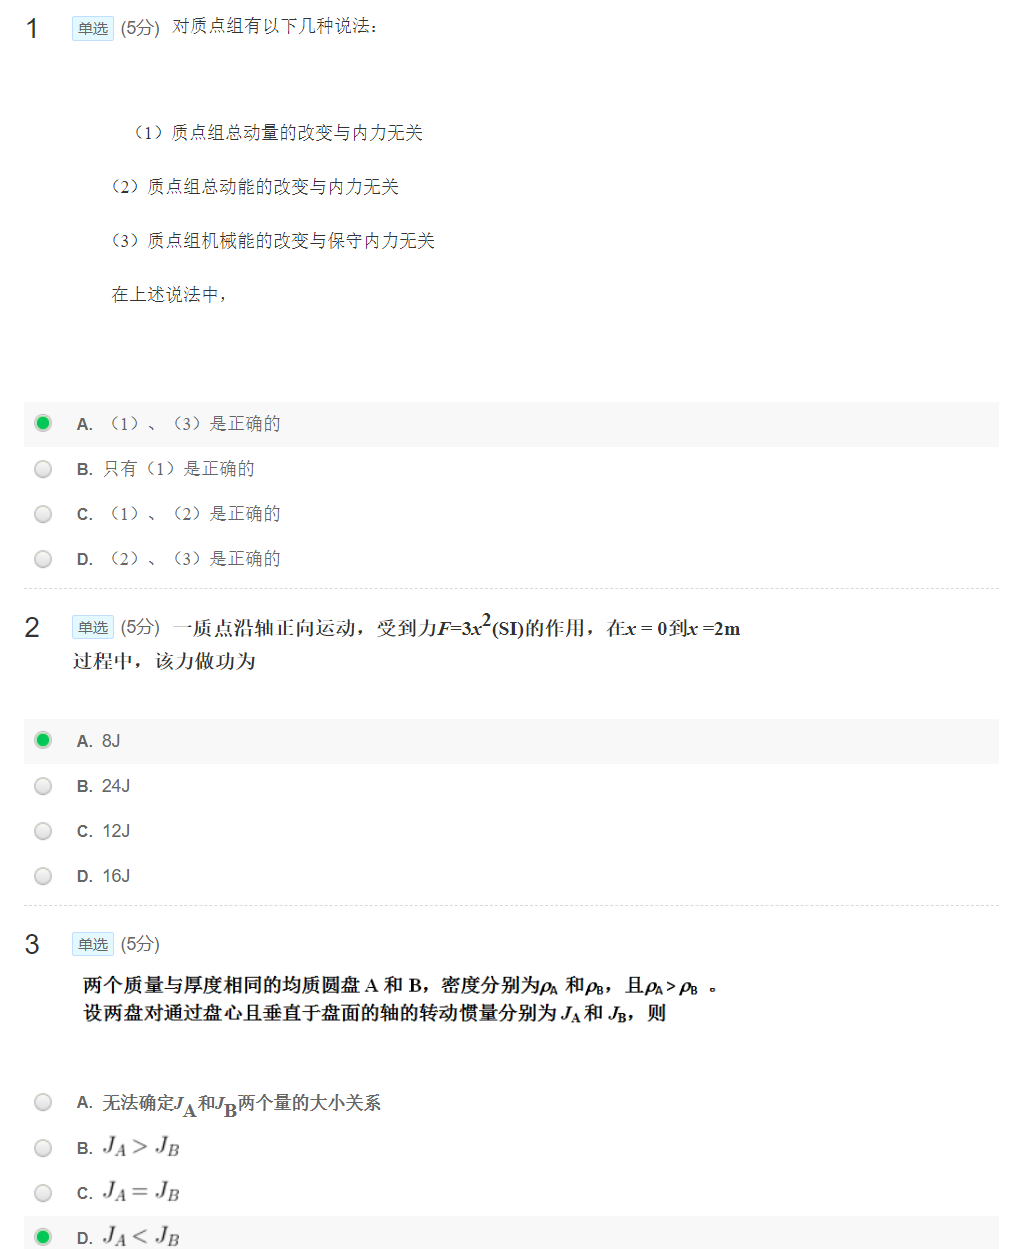 1 单选 (5分) 对质点组有以下几种说法：
（1）质点组总动量的改变与内力无关
（2）质点组总动能的改变与内力无关
（3）质点组机械能的改变与保守内力无关
在上述说法中，
A. （1）、（3）是正确的
B. 只有（1）是正确的
C. （1）、（2）是正确的
D. （2）、（3）是正确的
2 单选 (5分) 一质点沿轴正向运动，受到力F=3x²(SI)的作用，在x = 0到x =2m
过程中，该力做功为
A. 8J
B. 24J
C. 12J
D. 16J
3 单选 (5分)
两个质量与厚度相同的均质圆盘 A 和 B，密度分别为ρA 和ρB，且ρA>ρB 。
设两盘对通过盘心且垂直于盘面的轴的转动惯量分别为 JA和 JB，则
A. 无法确定JA和JB两个量的大小关系
B. JA > JB
C. JA = JB
D. JA < JB